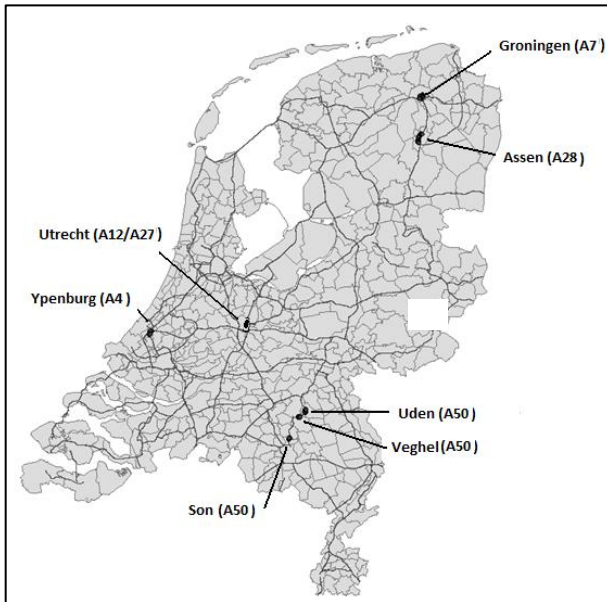 Groningen (A7)
Assen (A28)
Utrecht (A12/A27)
Ypenburg (A4)
Uden (A50)
Veghel(A50)
Son (A50)